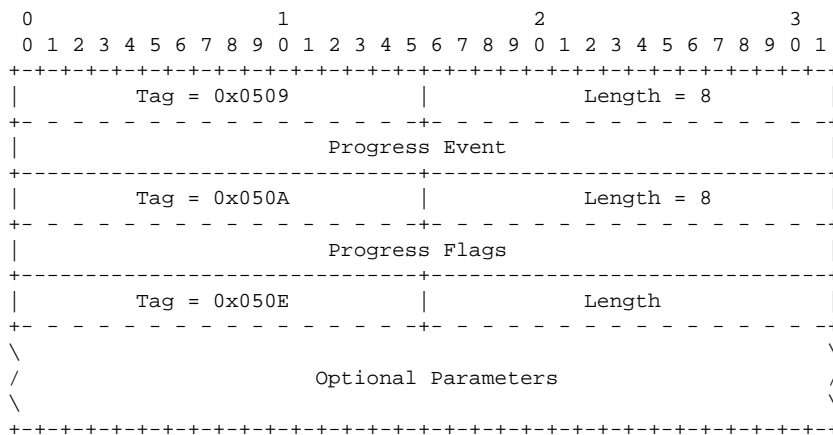 0                   1                   2                   3
 0 1 2 3 4 5 6 7 8 9 0 1 2 3 4 5 6 7 8 9 0 1 2 3 4 5 6 7 8 9 0 1
+-+-+-+-+-+-+-+-+-+-+-+-+-+-+-+-+-+-+-+-+-+-+-+-+-+-+-+-+-+-+-+-+
|         Tag = 0x0509          |            Length = 8         |
+- - - - - - - - - - - - - - - -+- - - - - - - - - - - - - - - -+
|                        Progress Event                         |
+-------------------------------+-------------------------------+
|         Tag = 0x050A          |            Length = 8         |
+- - - - - - - - - - - - - - - -+- - - - - - - - - - - - - - - -+
|                        Progress Flags                         |
+-------------------------------+-------------------------------+
|         Tag = 0x050E          |            Length             |
+- - - - - - - - - - - - - - - -+- - - - - - - - - - - - - - - -+
\                                                               \
/                       Optional Parameters                     /
\                                                               \
+-+-+-+-+-+-+-+-+-+-+-+-+-+-+-+-+-+-+-+-+-+-+-+-+-+-+-+-+-+-+-+-+